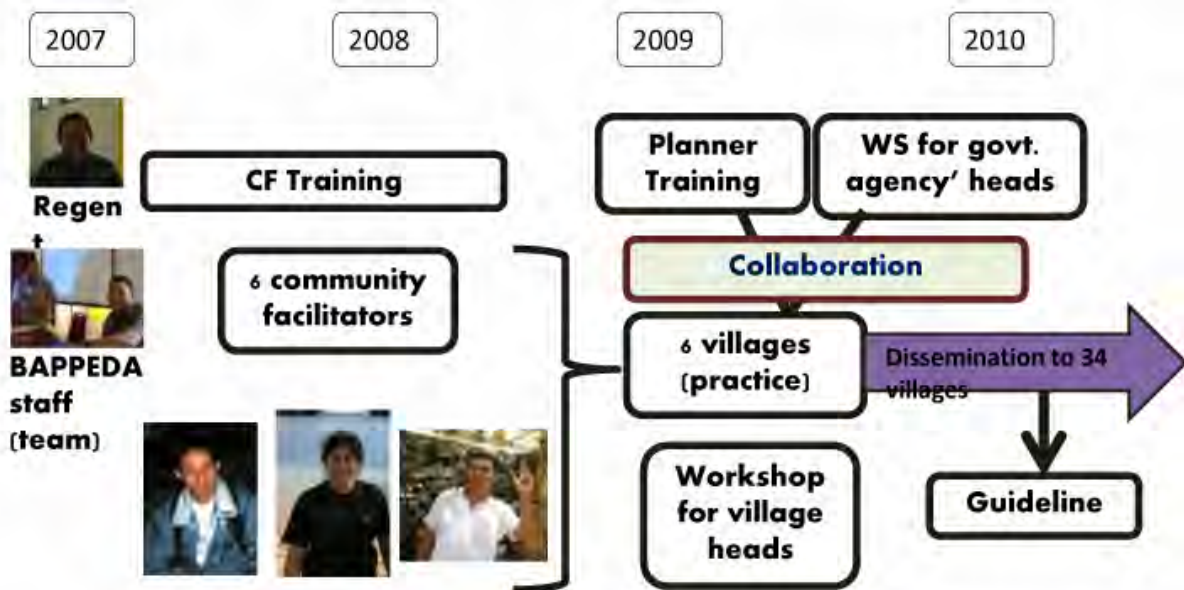 2007
2008
2009
2010
Regen
t
BAPPEDA
staff
(team)
CF Training
6 community
facilitators
Planner
Training
WS for govt.
agency' heads
Collaboration
6 villages
(practice)
Dissemination to 34
villages
Workshop
for village
heads
Guideline